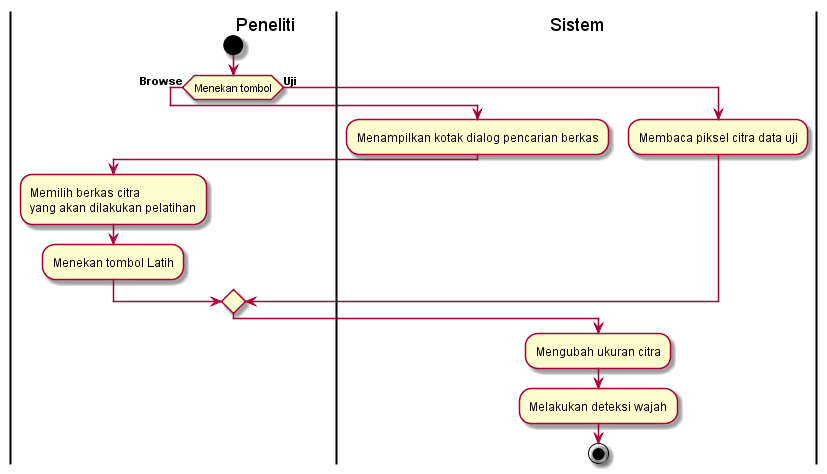 Peneliti
Sistem
Browse
Menekan tombol
Uji
Menampilkan kotak dialog pencarian berkas
Membaca piksel citra data uji
Memilih berkas citra
yang akan dilakukan pelatihan
Menekan tombol Latih
Mengubah ukuran citra
Melakukan deteksi wajah